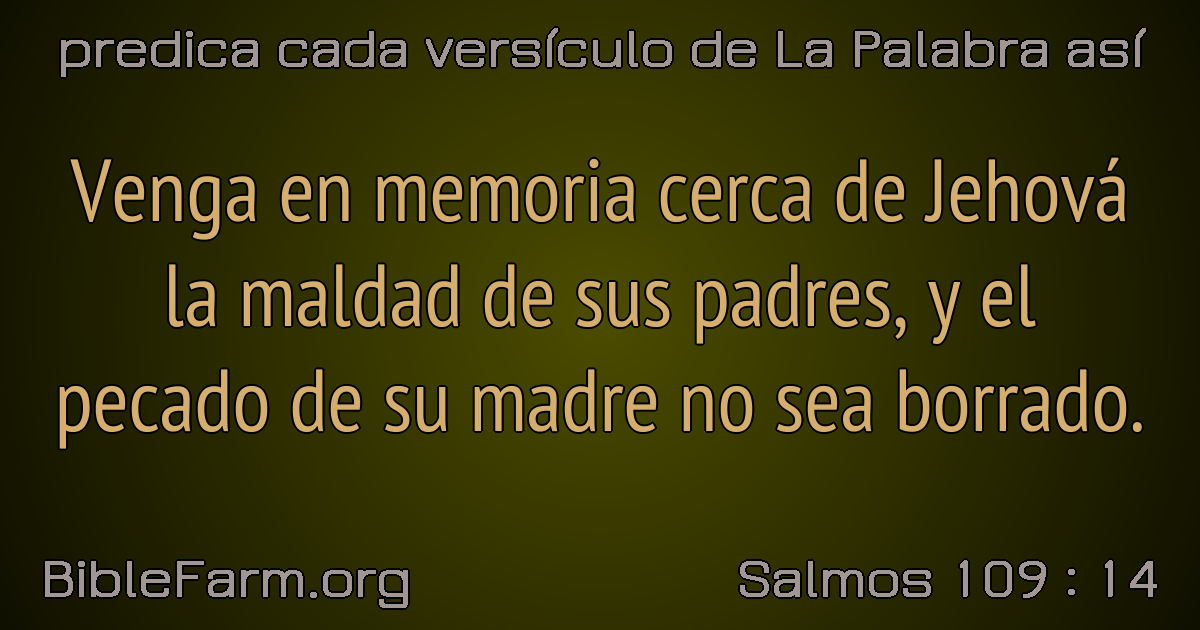 predica cada versículo de La Palabra así
Venga en memoria cerca de Jehová
la maldad de sus padres, y el
pecado de su madre no sea borrado.
BibleFarm.org
Salmos 109 : 14